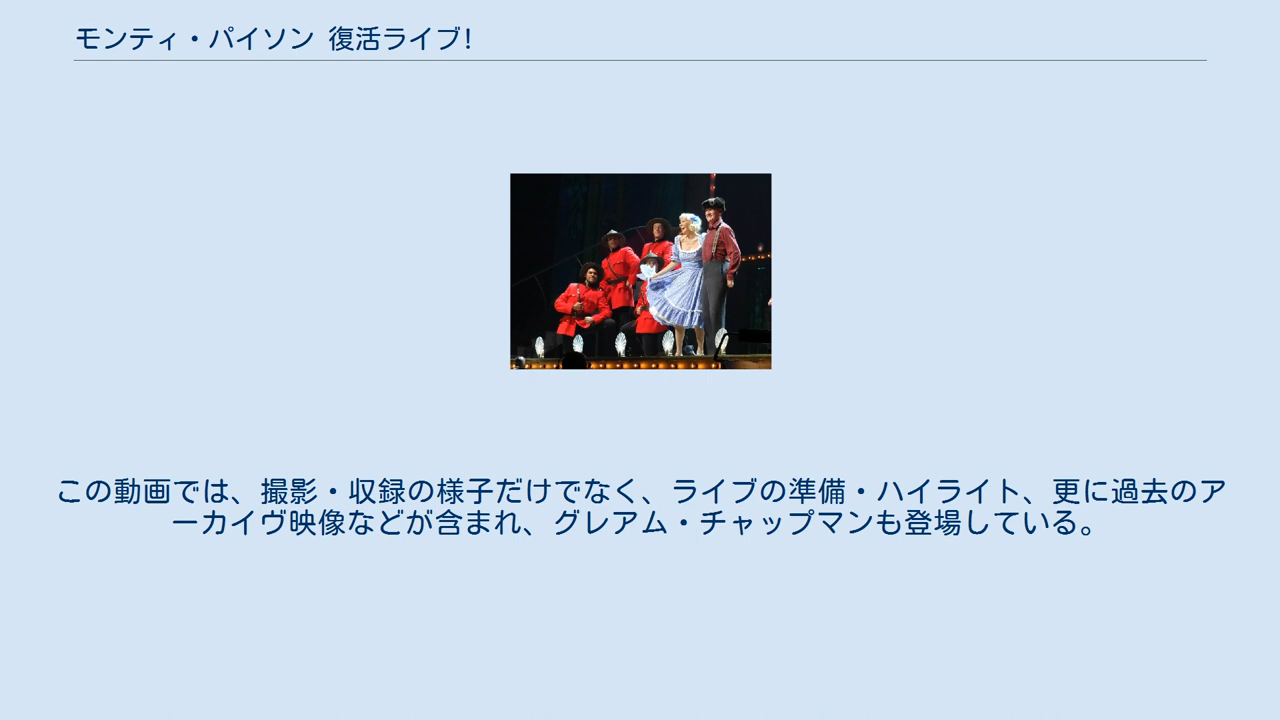 モンティ・パイソン 復活ライブ!
この動画では、撮影・収録の様子だけでなく、ライブの準備・ハイライト、更に過去のア
ーカイヴ映像などが含まれ、グレアム・チャップマンも登場している。